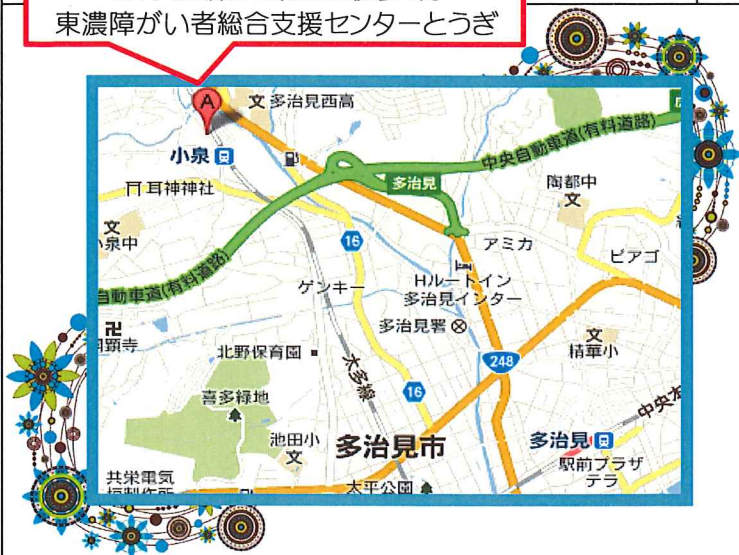 東濃障がい者総合支援センターとうぎ
A
文 多治見西高
小泉
中央自動車道(有料道路)
多治見
陶都中
文
耳神神社
文
小泉中
16
アミカ
ピアゴ
自動車道(有料道路)
ゲンキー
Hルートイン
多治見インター
多治見署
北野保育園
太多線
248
文
精華小
喜多緑地
16
中央本
池田小
文
多治見市
多治見
駅前プラザ
テラ
共栄電気
太平公園